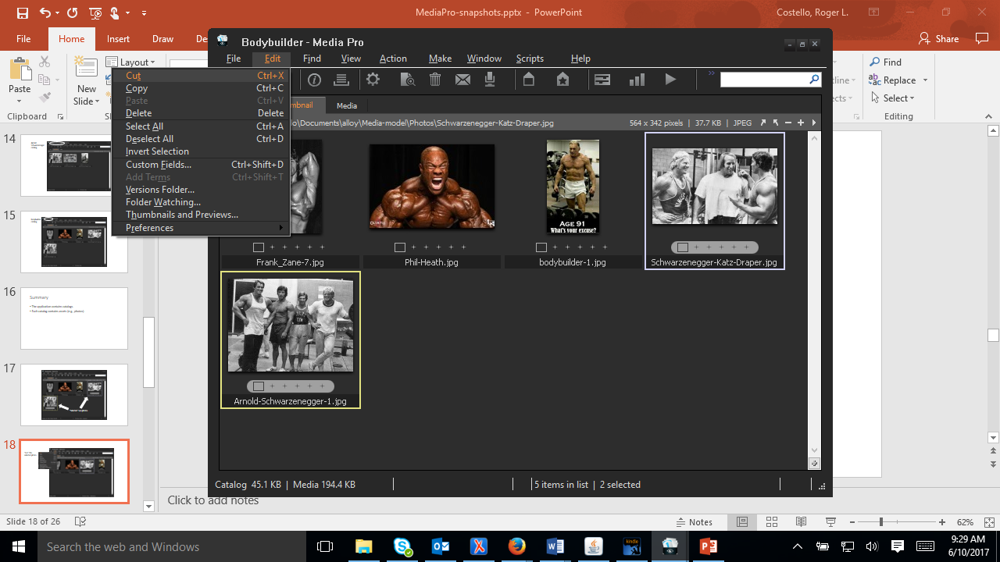 MediaPro-snapshots.pptx - PowerPoint
Costello, Roger L.
File Home Insert Draw De
Share
Paste
Clipboard
New
Slide
Layout
Find
Replace
Select
Editing
Bodybuilder - Media Pro
File Edit Find View Action Make Window Scripts Help
Cut Ctrl+X
Copy Ctrl+C
Paste Ctrl+V
Delete Delete
Select All Ctrl+A
Deselect All Ctrl+D
Invert Selection
Custom Fields... Ctrl+Shift+D
Add Terms Ctrl+Shift+T
Versions Folder...
Folder Watching...
Thumbnails and Previews...
Preferences
mbnail Media
o\Documents\alloy\Media-model\Photos\Schwarzenegger-Katz-Draper.jpg 564 x 342 pixels | 37.7 KB | JPEG
AGE 91
What's your excuse?
Frank_Zane-7.jpg Phil-Heath.jpg bodybuilder-1.jpg Schwarzenegger-Katz-Draper.jpg
Arnold-Schwarzenegger-1.jpg
Catalog 45.1 KB | Media 194.4 KB 5 items in list | 2 selected
14
15
16
Summary
The application contains catalogs.
17
18
Click to add notes
Slide 18 of 26
Notes
62%
Search the web and Windows
kindle
9:29 AM
6/10/2017